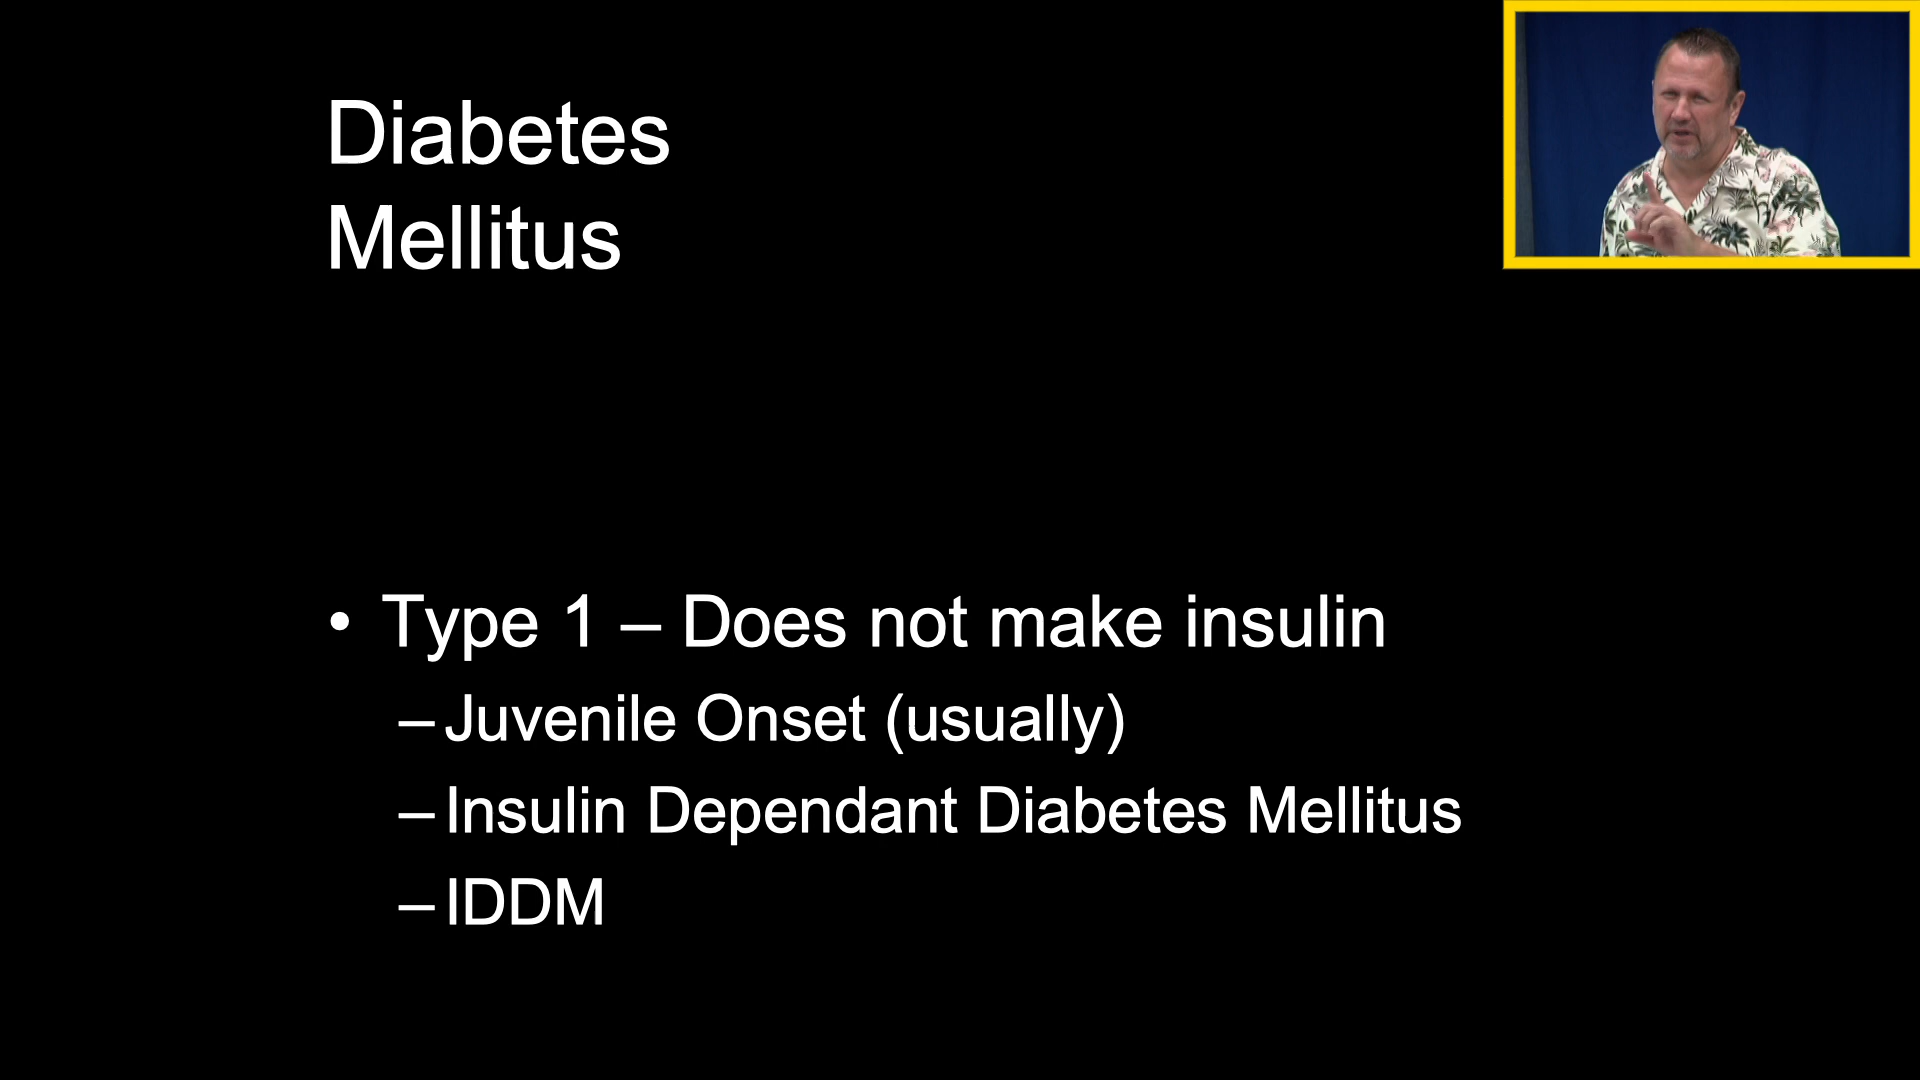 Diabetes
Mellitus
• Type 1 – Does not make insulin
– Juvenile Onset (usually)
– Insulin Dependant Diabetes Mellitus
– IDDM